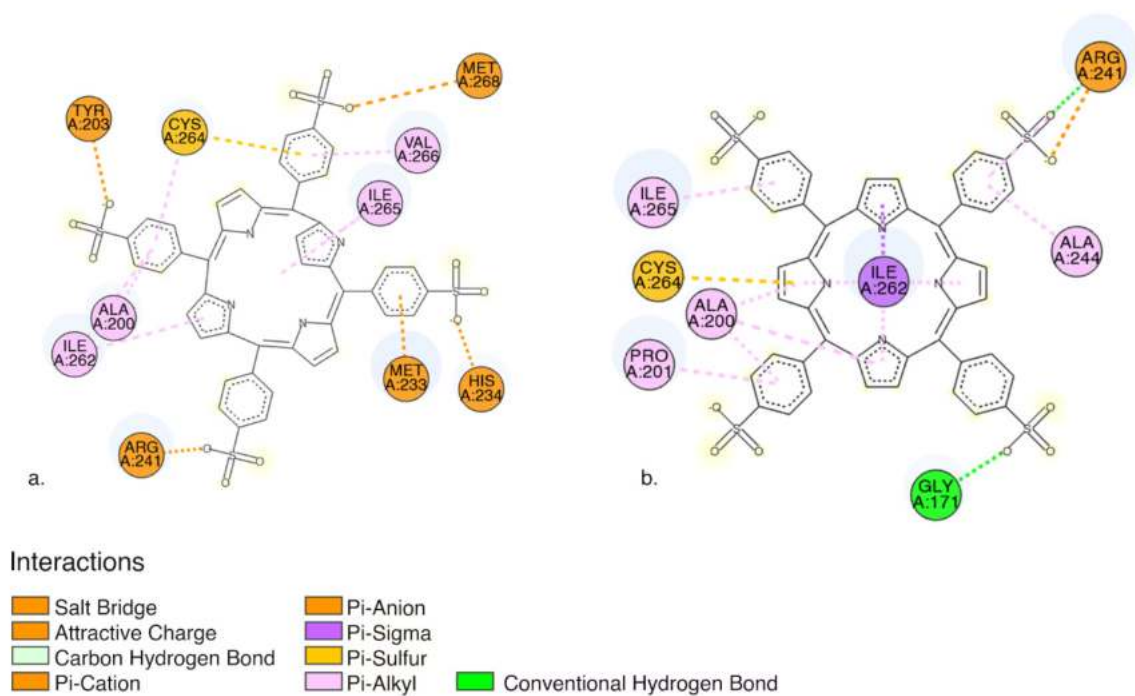 MET
A:268
TYR
A:203
CYS
A:264
VAL
A:266
ILE
A:265
ALA
A:200
ILE
A:262
MET
A:233
HIS
A:234
ARG
A:241
a.
ARG
A:241
ILE
A:265
ALA
A:244
CYS
A:264
ILE
A:262
ALA
A:200
PRO
A:201
GLY
A:171
b.
Interactions
Salt Bridge
Attractive Charge
Carbon Hydrogen Bond
Pi-Cation
Pi-Anion
Pi-Sigma
Pi-Sulfur
Pi-Alkyl
Conventional Hydrogen Bond